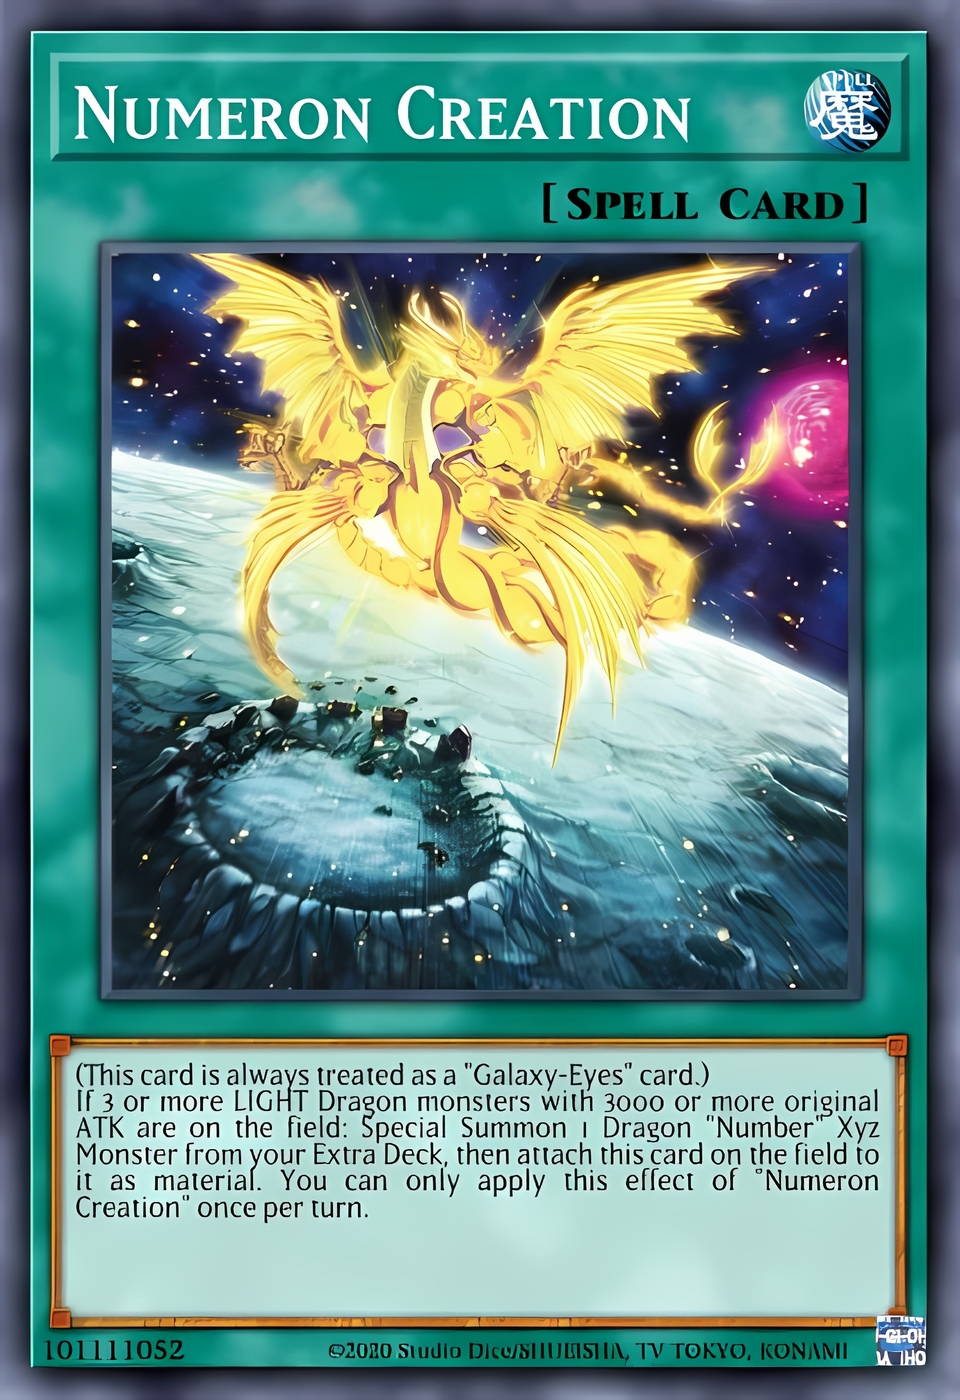 NUMERON CREATION
魔
[SPELL CARD]
(This card is always treated as a "Galaxy-Eyes" card.)
If 3 or more LIGHT Dragon monsters with 3000 or more original
ATK are on the field: Special Summon 1 Dragon "Number" Xyz
Monster from your Extra Deck, then attach this card on the field to
it as material. You can only apply this effect of "Numeron
Creation" once per turn.
101111052
©2020 Studio Dice/SHUEISHA, TV TOKYO, KONAMI